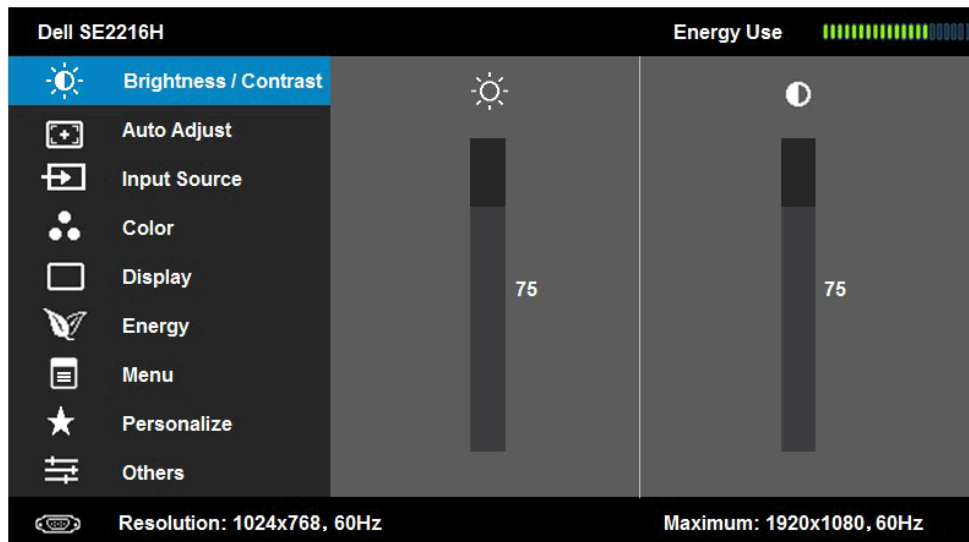 Dell SE2216H Energy Use
Brightness / Contrast
Auto Adjust
Input Source
Color
Display
75 75
Energy
Menu
Personalize
Others
Resolution: 1024x768, 60Hz Maximum: 1920x1080, 60Hz